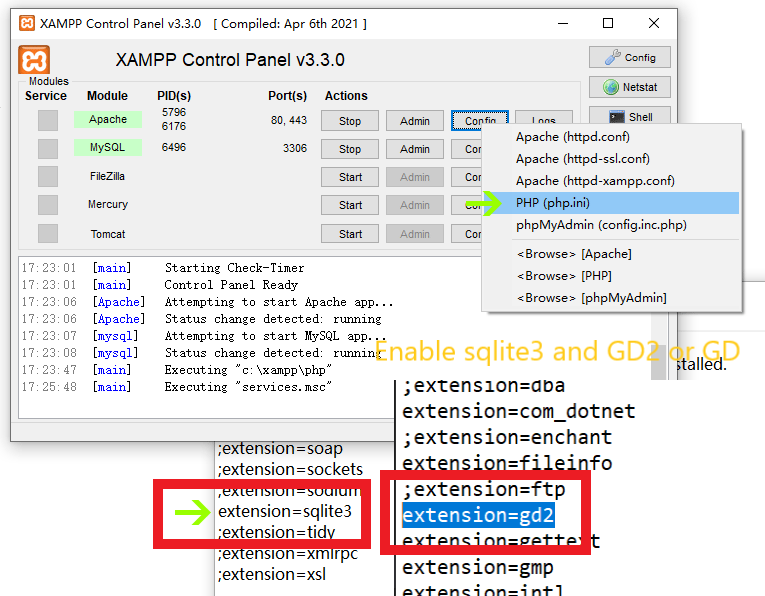 XAMPP Control Panel v3.3.0 [ Compiled: Apr 6th 2021 ]
XAMPP Control Panel v3.3.0
Config
Netstat
Shell
Modules
Service Module PID(s) Port(s) Actions
Apache 5796 6176 80, 443 Stop Admin Config Logs
MySQL 6496 3306 Stop Admin
FileZilla Start Admin
Mercury Start Admin
Tomcat Start Admin
Apache (httpd.conf)
Apache (httpd-ssl.conf)
Apache (httpd-xampp.conf)
PHP (php.ini)
phpMyAdmin (config.inc.php)
<Browse> [Apache]
<Browse> [PHP]
<Browse> [phpMyAdmin]
17:23:01 [main] Starting Check-Timer
17:23:01 [main] Control Panel Ready
17:23:06 [Apache] Attempting to start Apache app...
17:23:06 [Apache] Status change detected: running
17:23:07 [mysql] Attempting to start MySQL app...
17:23:08 [mysql] Status change detected: running
17:23:47 [main] Executing "c:\xampp\php"
17:25:48 [main] Executing "services.msc"
Enable sqlite3 and GD2 or GD
stalled.
;extension=soap
;extension=sockets
;extension=sodium
extension=sqlite3
;extension=tidy
;extension=xmlrpc
;extension=xsl
;extension=dba
extension=com_dotnet
;extension=enchant
extension=fileinfo
;extension=ftp
extension=gd2
extension=gettext
extension=gmp
extension=intl